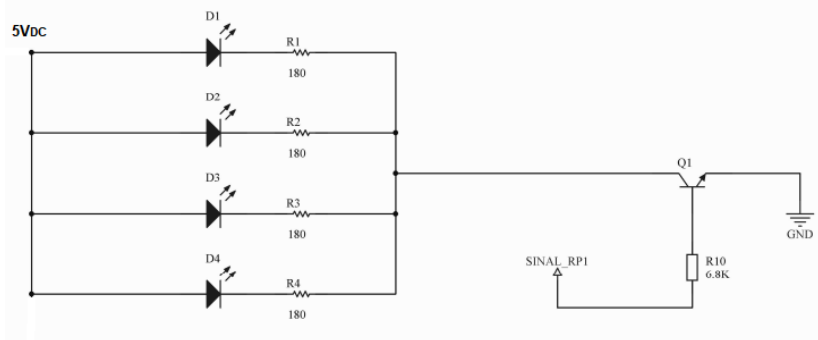 5VDC
D1
R1
180
D2
R2
180
D3
R3
180
D4
R4
180
Q1
GND
SINAL_RP1
R10
6.8K